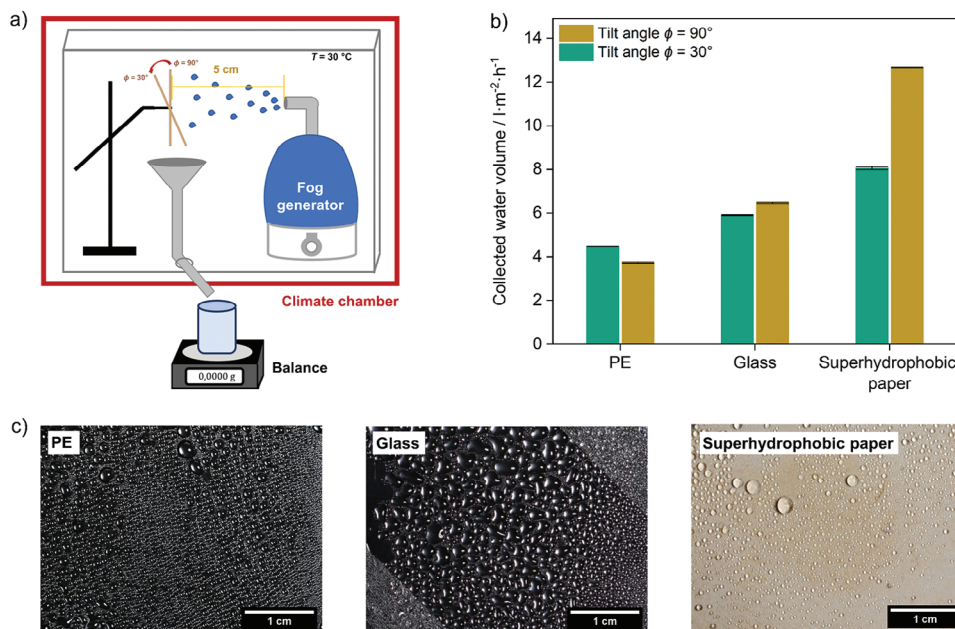 a)
T = 30 °C
ϕ = 90°
ϕ = 30°
5 cm
Fog
generator
Climate chamber
Balance
0,0000 g
b)
Collected water volume / l·m⁻²·h⁻¹
14
12
10
8
6
4
2
0
Tilt angle ϕ = 90°
Tilt angle ϕ = 30°
PE
Glass
Superhydrophobic
paper
c)
PE
1 cm
Glass
1 cm
Superhydrophobic paper
1 cm